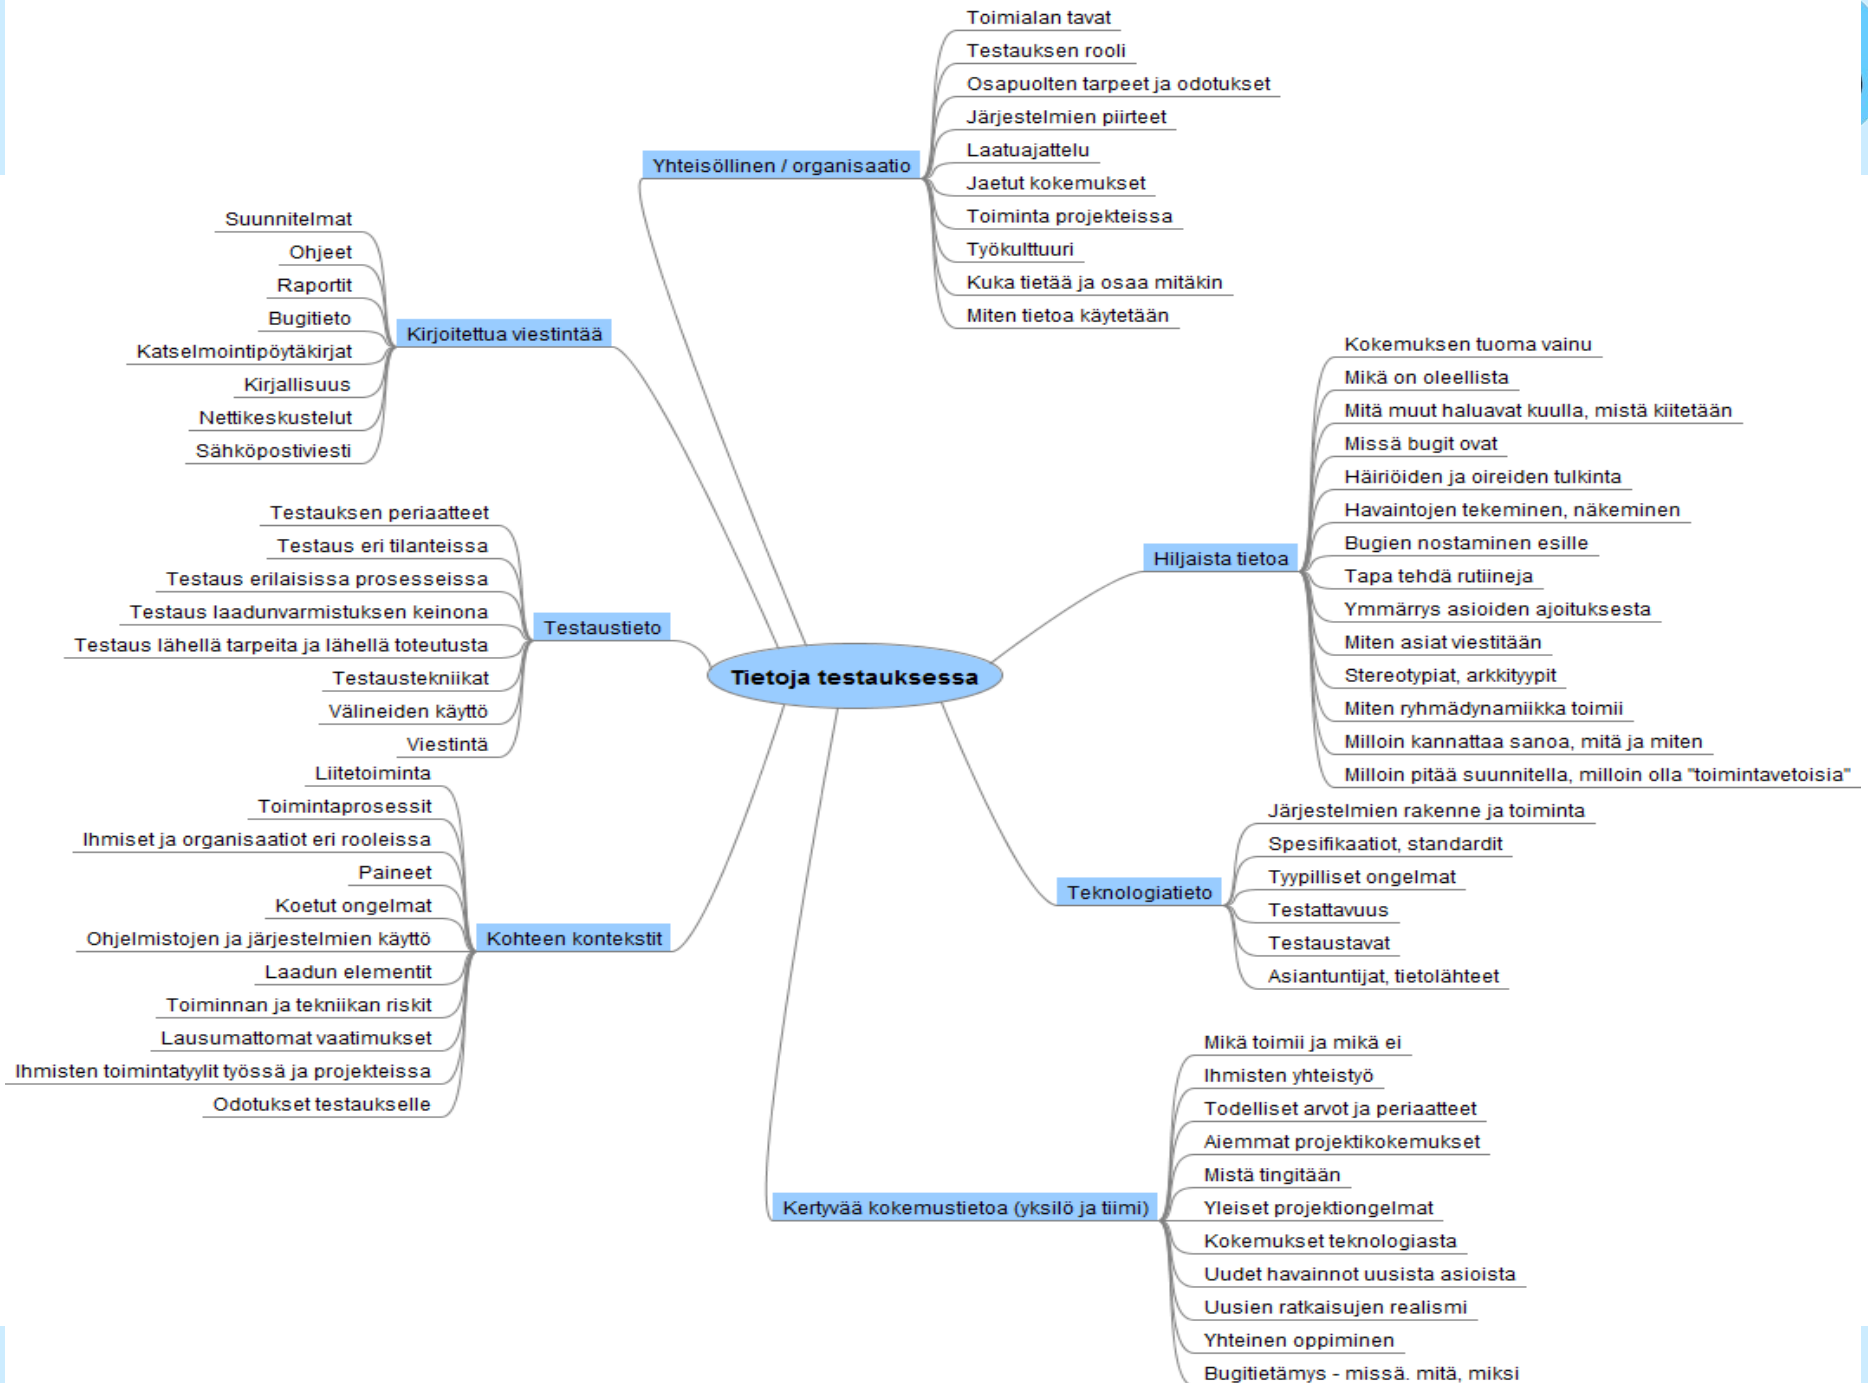 Tietoja testauksessa
Yhteisöllinen / organisaatio
Toimialan tavat
Testauksen rooli
Osapuolten tarpeet ja odotukset
Järjestelmien piirteet
Laatuajattelu
Jaetut kokemukset
Toiminta projekteissa
Työkulttuuri
Kuka tietää ja osaa mitäkin
Miten tietoa käytetään
Kirjoitettua viestintää
Suunnitelmat
Ohjeet
Raportit
Bugitieto
Katselmointipöytäkirjat
Kirjallisuus
Nettikeskustelut
Sähköpostiviesti
Testaustieto
Testauksen periaatteet
Testaus eri tilanteissa
Testaus erilaisissa prosesseissa
Testaus laadunvarmistuksen keinona
Testaus lähellä tarpeita ja lähellä toteutusta
Testaustekniikat
Välineiden käyttö
Viestintä
Kohteen kontekstit
Liitetoiminta
Toimintaprosessit
Ihmiset ja organisaatiot eri rooleissa
Paineet
Koetut ongelmat
Ohjelmistojen ja järjestelmien käyttö
Laadun elementit
Toiminnan ja tekniikan riskit
Lausumattomat vaatimukset
Ihmisten toimintatyylit työssä ja projekteissa
Odotukset testaukselle
Hiljaista tietoa
Kokemuksen tuoma vainu
Mikä on oleellista
Mitä muut haluavat kuulla, mistä kiitetään
Missä bugit ovat
Häiriöiden ja oireiden tulkinta
Havaintojen tekeminen, näkeminen
Bugien nostaminen esille
Tapa tehdä rutiineja
Ymmärrys asioiden ajoituksesta
Miten asiat viestitään
Stereotypiat, arkkityypit
Miten ryhmädynamiikka toimii
Milloin kannattaa sanoa, mitä ja miten
Milloin pitää suunnitella, milloin olla "toimintavetoisia"
Teknologiatieto
Järjestelmien rakenne ja toiminta
Spesifikaatiot, standardit
Tyypilliset ongelmat
Testattavuus
Testaustavat
Asiantuntijat, tietolähteet
Kertyvää kokemustietoa (yksilö ja tiimi)
Mikä toimii ja mikä ei
Ihmisten yhteistyö
Todelliset arvot ja periaatteet
Aiemmat projektikokemukset
Mistä tingitään
Yleiset projektiongelmat
Kokemukset teknologiasta
Uudet havainnot uusista asioista
Uusien ratkaisujen realismi
Yhteinen oppiminen
Bugitietämys - missä. mitä, miksi